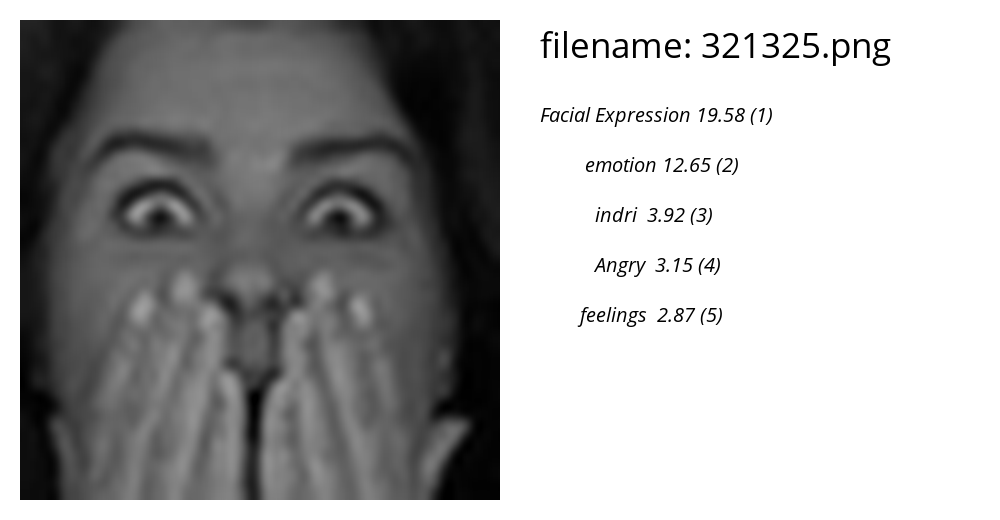 filename: 321325.png
Facial Expression 19.58 (1)
emotion 12.65 (2)
indri 3.92 (3)
Angry 3.15 (4)
feelings 2.87 (5)